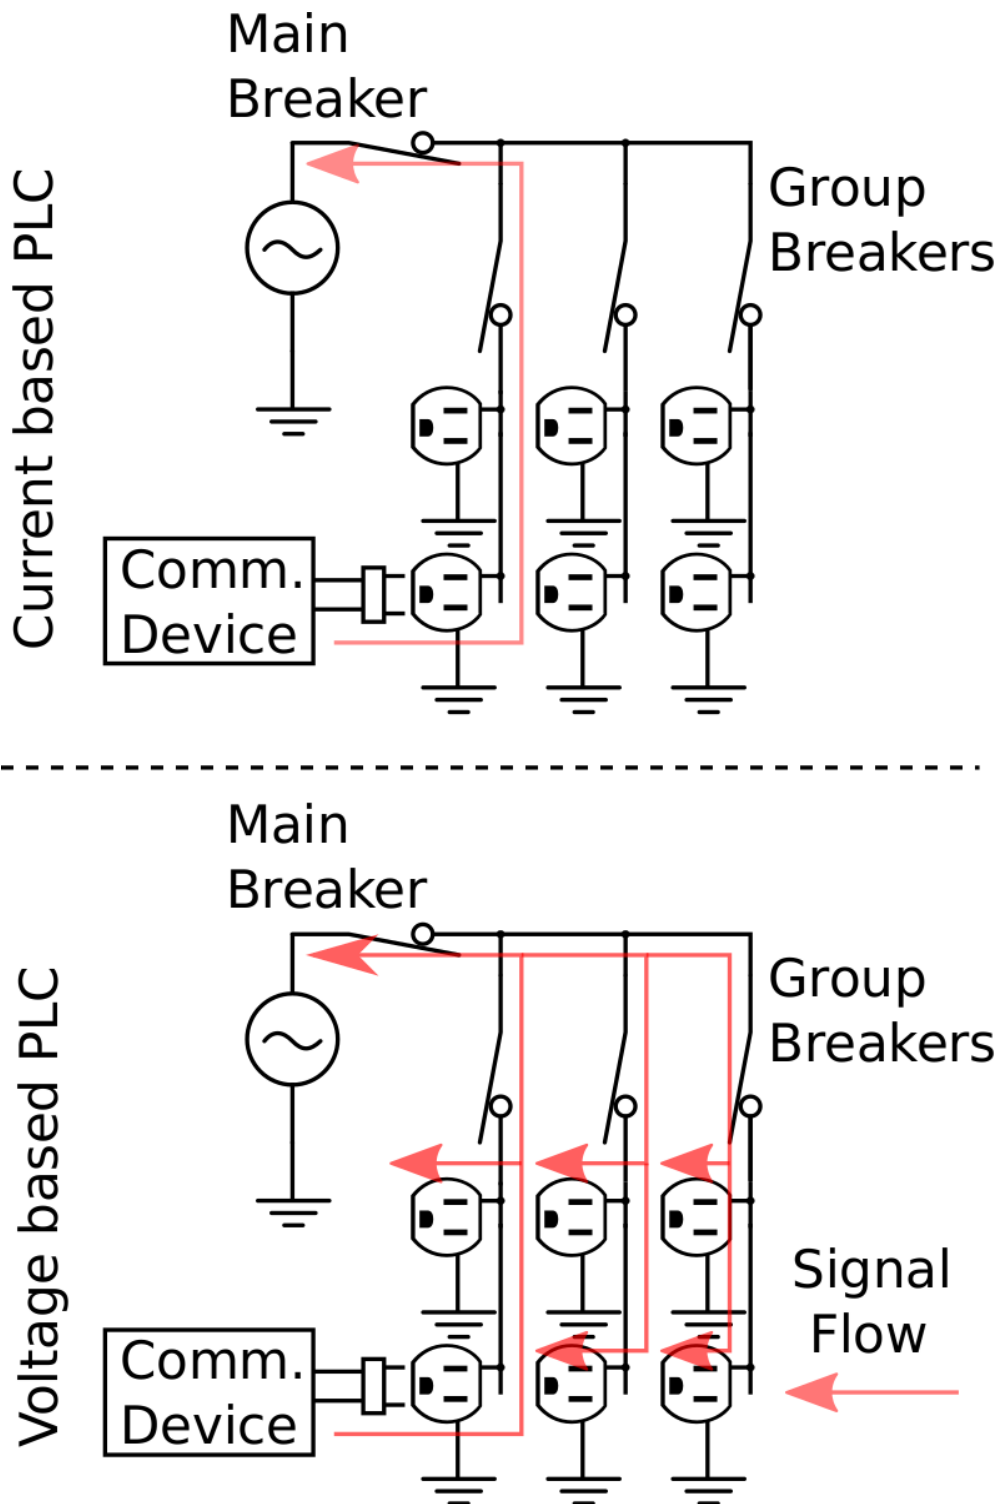 Current based PLC
Main
Breaker
Group
Breakers
Comm.
Device
Voltage based PLC
Main
Breaker
Group
Breakers
Comm.
Device
Signal
Flow